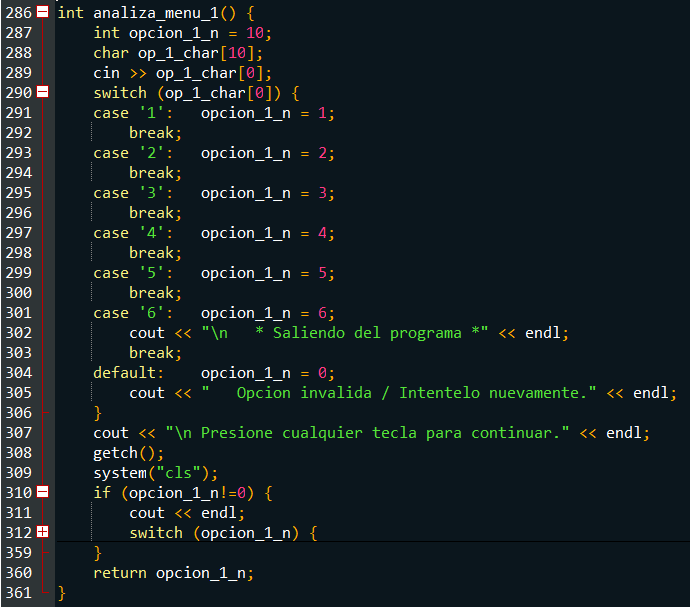 286 int analiza_menu_1() {
287     int opcion_1_n = 10;
288     char op_1_char[10];
289     cin >> op_1_char[0];
290     switch (op_1_char[0]) {
291     case '1':   opcion_1_n = 1;
292         break;
293     case '2':   opcion_1_n = 2;
294         break;
295     case '3':   opcion_1_n = 3;
296         break;
297     case '4':   opcion_1_n = 4;
298         break;
299     case '5':   opcion_1_n = 5;
300         break;
301     case '6':   opcion_1_n = 6;
302         cout << "\n   * Saliendo del programa *" << endl;
303         break;
304     default:    opcion_1_n = 0;
305         cout << "   Opcion invalida / Intentelo nuevamente." << endl;
306     }
307     cout << "\n Presione cualquier tecla para continuar." << endl;
308     getch();
309     system("cls");
310     if (opcion_1_n!=0) {
311         cout << endl;
312         switch (opcion_1_n) {
359     }
360     return opcion_1_n;
361 }